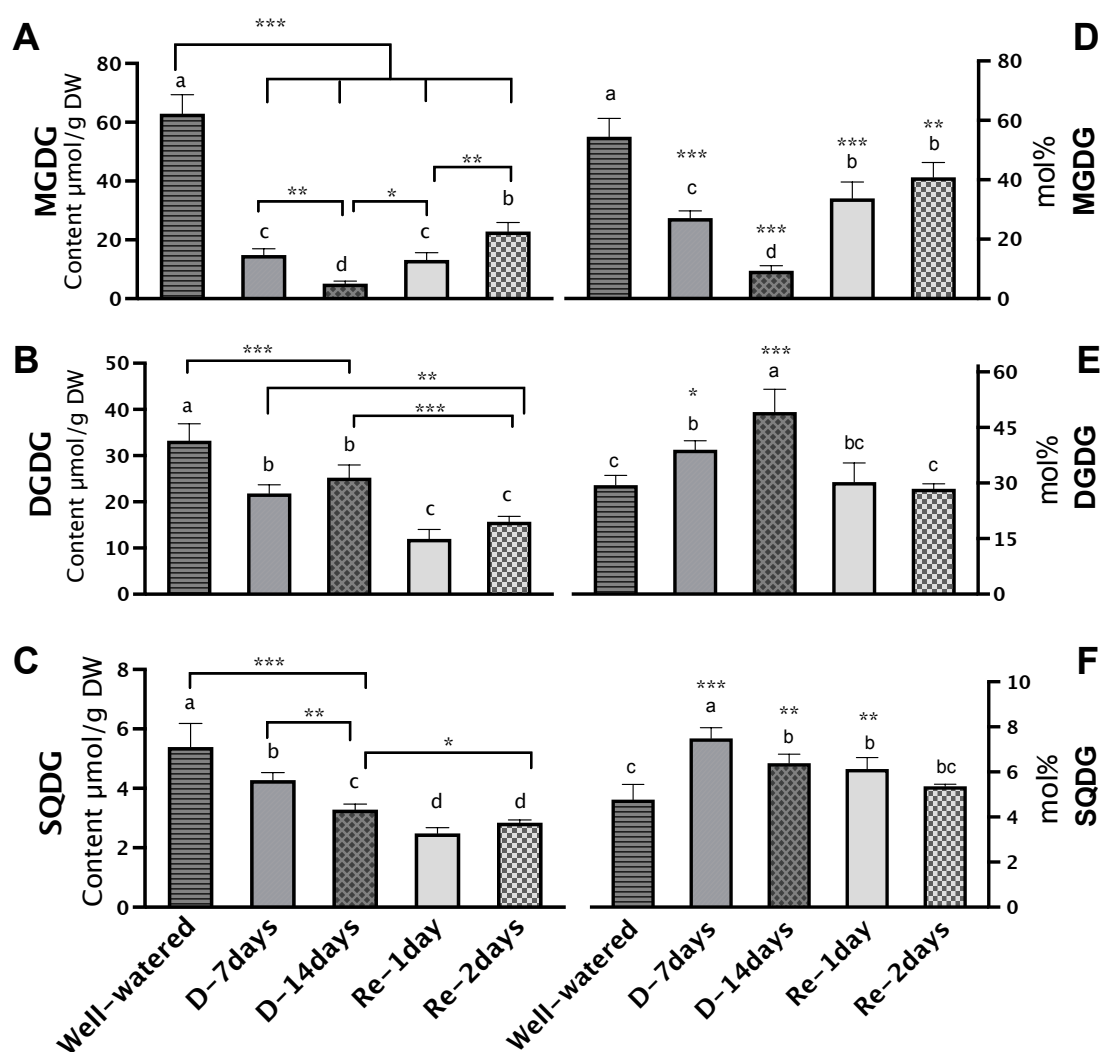 A
***
D
MGDG
Content μmol/g DW
80
60
40
20
0
a
c
d
c
b
**
*
**
a
***
c
***
d
***
b
**
b
80
60
40
20
0
mol%
MGDG
B
***
**
***
E
DGDG
Content μmol/g DW
50
40
30
20
10
0
a
b
b
c
c
c
*
b
***
a
bc
c
60
45
30
15
0
mol%
DGDG
C
***
**
*
F
SQDG
Content μmol/g DW
8
6
4
2
0
a
b
c
d
d
c
***
a
**
b
**
b
bc
10
8
6
4
2
0
mol%
SQDG
Well-watered
D-7days
D-14days
Re-1day
Re-2days
Well-watered
D-7days
D-14days
Re-1day
Re-2days